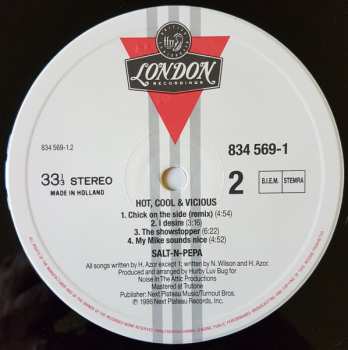 LONDON
RECORDINGS
834 569-1.2
834 569-1
33⅓ STEREO
MADE IN HOLLAND
2
B.I.E.M.
STEMRA
HOT, COOL & VICIOUS
1. Chick on the side (remix) (4:54)
2. I desire (3:16)
3. The showstopper (6:22)
4. My Mike sounds nice (4:52)
SALT-N-PEPA
All songs written by H. Azor except 1; written by N. Wilson and H. Azor.
Produced and arranged by Hurby Luv Bug for
Noise In The Attic Productions
Mastered at Trutone
Publisher: Next Plateau Music/Turnout Bros.
℗ 1986 Next Plateau Records, Inc.